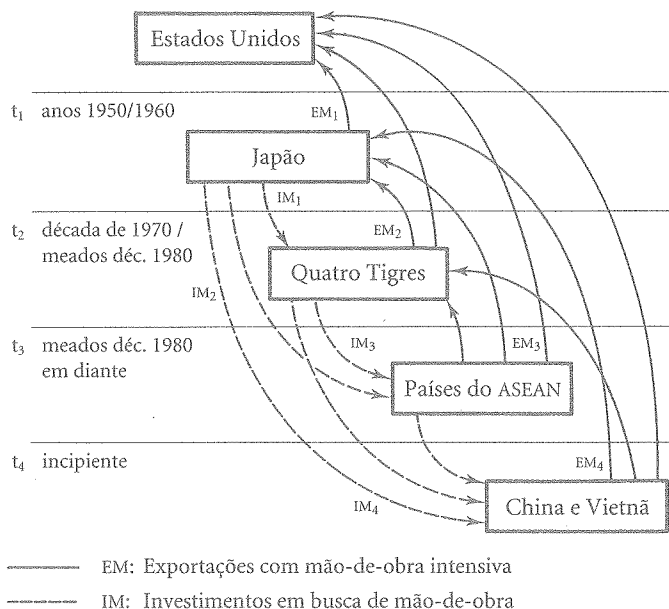 Estados Unidos
t1 anos 1950/1960
EM1
Japão
IM1
t2 década de 1970 /
meados déc. 1980
EM2
Quatro Tigres
IM2
IM3
EM3
t3 meados déc. 1980
em diante
Países do ASEAN
t4 incipiente
EM4
IM4
China e Vietnã
EM: Exportações com mão-de-obra intensiva
IM: Investimentos em busca de mão-de-obra